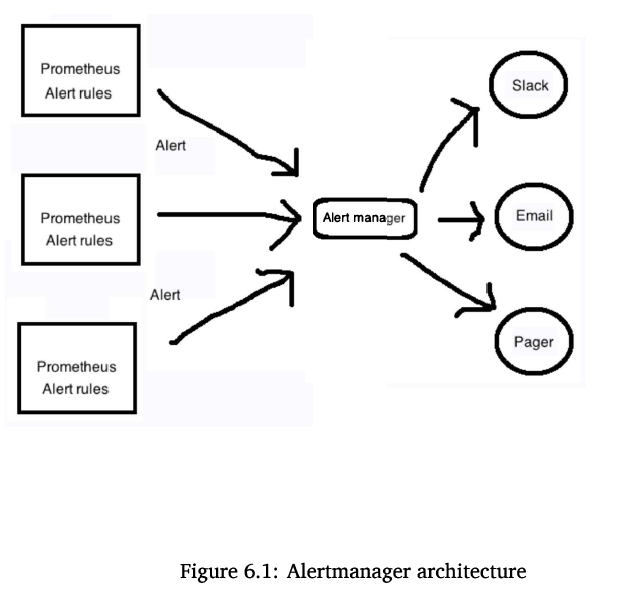 Prometheus
Alert rules
Alert
Prometheus
Alert rules
Alert
Prometheus
Alert rules
Alert manager
Slack
Email
Pager
Figure 6.1: Alertmanager architecture